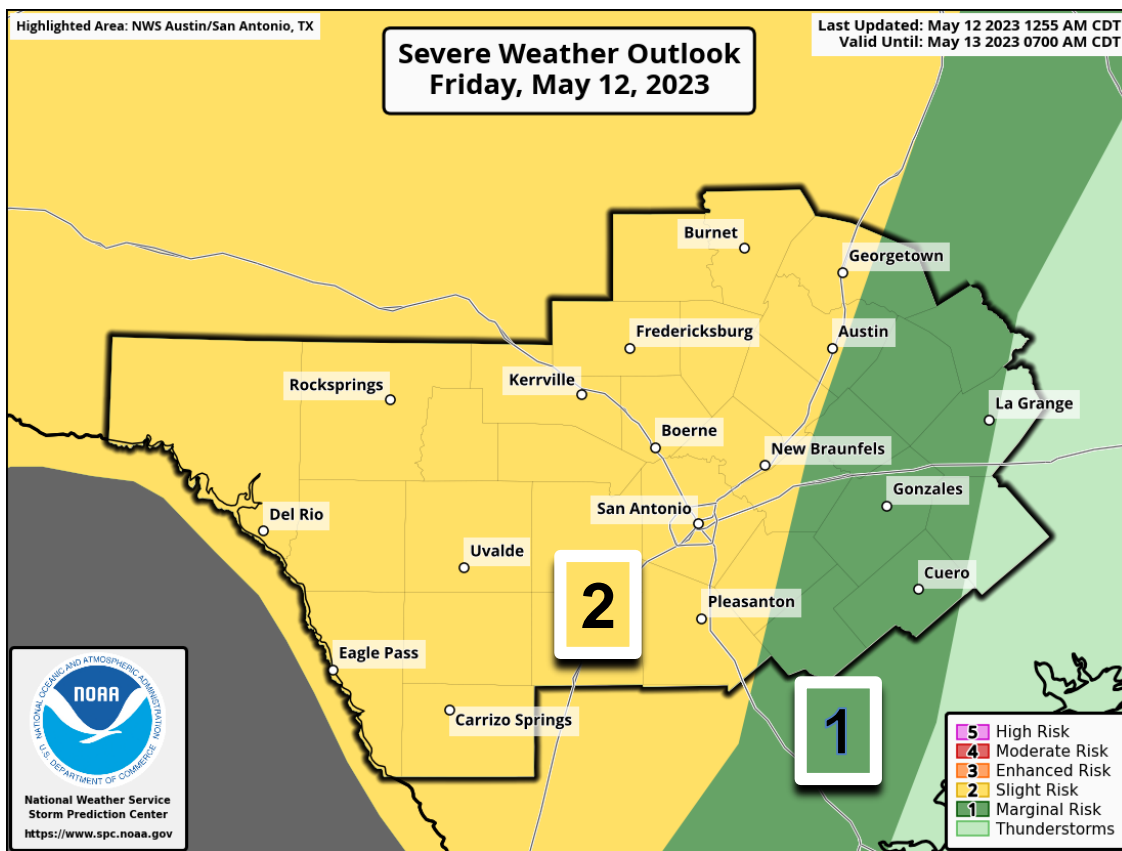 Highlighted Area: NWS Austin/San Antonio, TX
Last Updated: May 12 2023 1255 AM CDT
Valid Until: May 13 2023 0700 AM CDT
Severe Weather Outlook
Friday, May 12, 2023
Burnet
Georgetown
Fredericksburg
Austin
Rocksprings
Kerrville
La Grange
Boerne
New Braunfels
Gonzales
San Antonio
Del Rio
Uvalde
Cuero
2
Pleasanton
Eagle Pass
Carrizo Springs
1
NATIONAL OCEANIC AND ATMOSPHERIC ADMINISTRATION
NOAA
U.S. DEPARTMENT OF COMMERCE
National Weather Service
Storm Prediction Center
https://www.spc.noaa.gov
5 High Risk
4 Moderate Risk
3 Enhanced Risk
2 Slight Risk
1 Marginal Risk
Thunderstorms